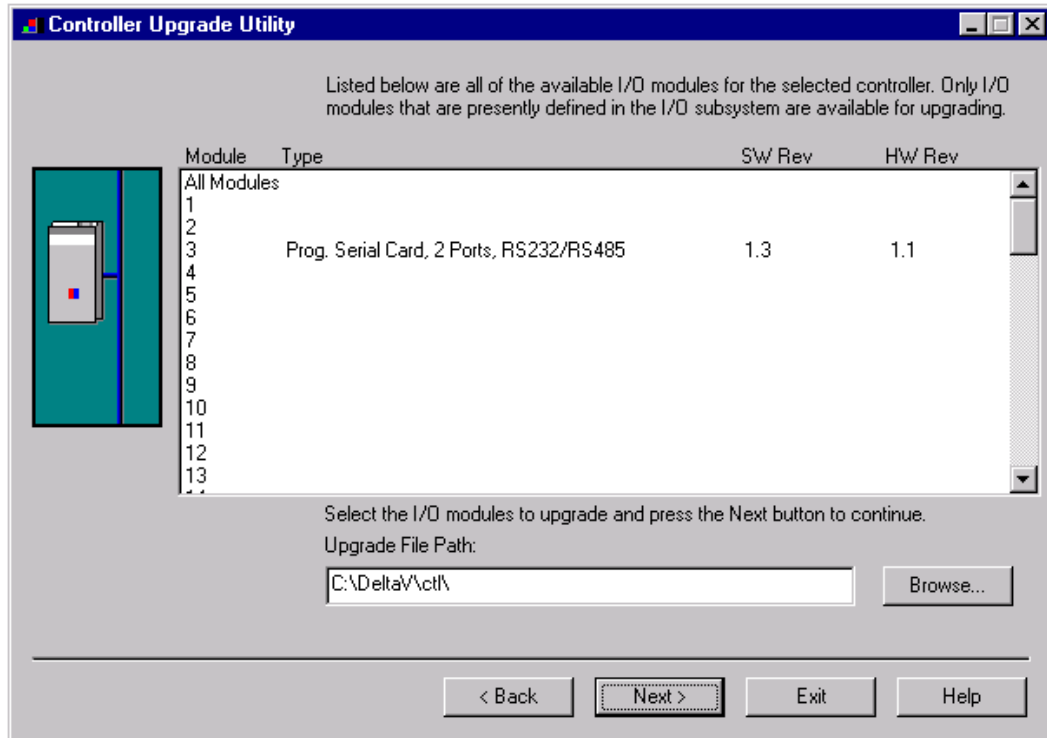 Controller Upgrade Utility
Listed below are all of the available I/O modules for the selected controller. Only I/O
modules that are presently defined in the I/O subsystem are available for upgrading.
Module Type SW Rev HW Rev
All Modules
1
2
3 Prog. Serial Card, 2 Ports, RS232/RS485 1.3 1.1
4
5
6
7
8
9
10
11
12
13
Select the I/O modules to upgrade and press the Next button to continue.
Upgrade File Path:
C:\DeltaV\ctl\
Browse...
< Back Next > Exit Help